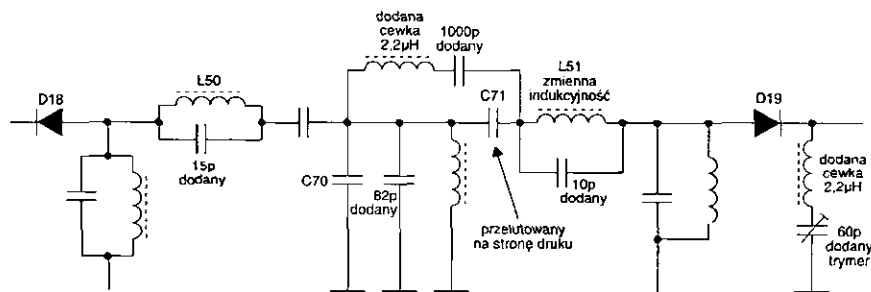 dodana
cewka
2,2µH
1000p
dodany
L50
L51
zmienna
indukcyjność
D18
C71
D19
15p
dodany
C70
82p
dodany
10p
dodany
dodana
cewka
2,2µH
przelutowany
na stronę druku
60p
dodany
trymer